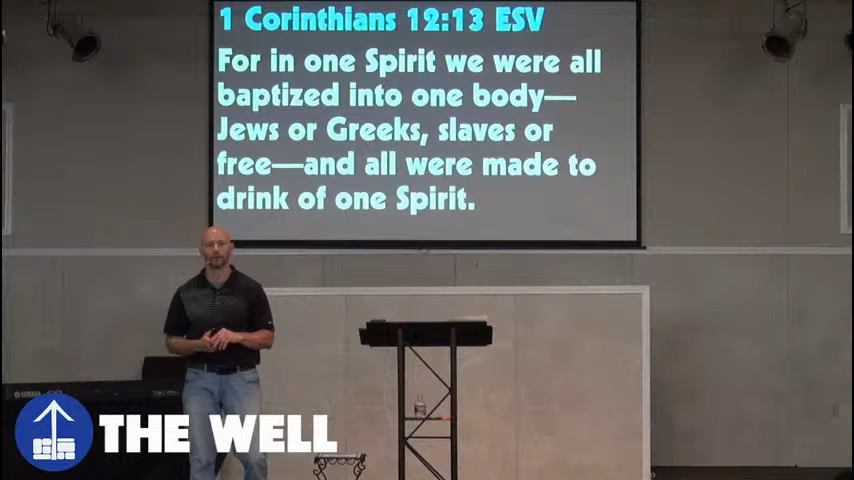 1 Corinthians 12:13 ESV
For in one Spirit we were all
baptized into one body—
Jews or Greeks, slaves or
free—and all were made to
drink of one Spirit.
YAMAHA
THE WELL